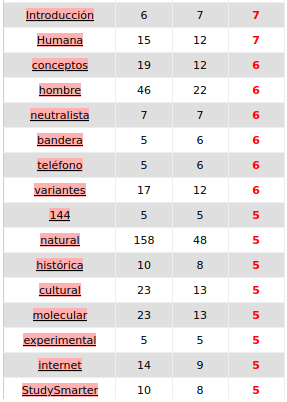 Introducción 6 7 7
Humana 15 12 7
conceptos 19 12 6
hombre 46 22 6
neutralista 7 7 6
bandera 5 6 6
teléfono 5 6 6
variantes 17 12 6
144 5 5 5
natural 158 48 5
histórica 10 8 5
cultural 23 13 5
molecular 23 13 5
experimental 5 5 5
internet 14 9 5
StudySmarter 10 8 5